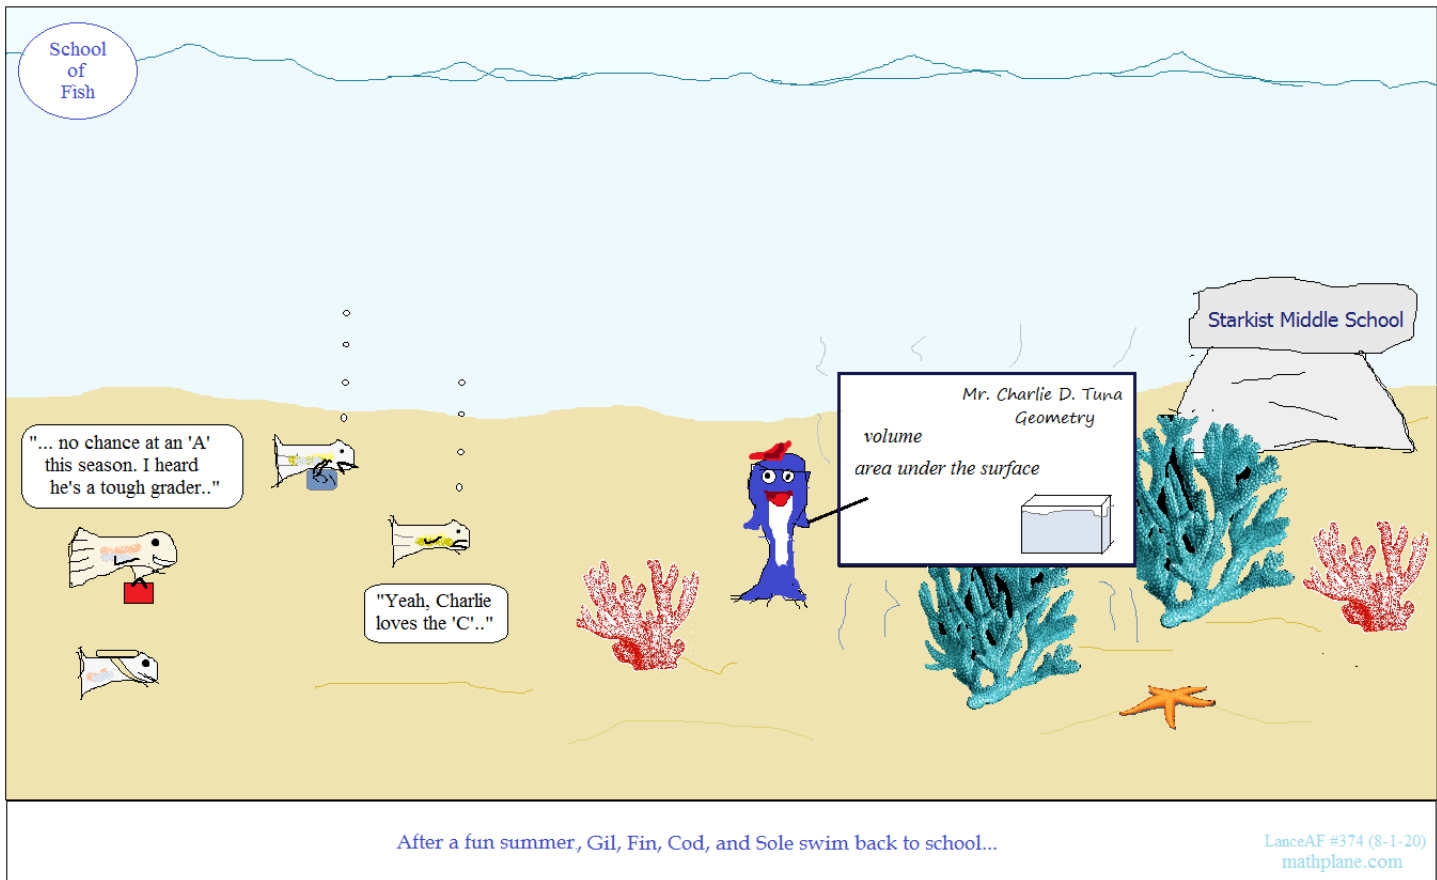 School
of
Fish
Starkist Middle School
Mr. Charlie D. Tuna
Geometry
volume
area under the surface
"... no chance at an 'A'
this season. I heard
he's a tough grader.."
"Yeah, Charlie
loves the 'C'.."
After a fun summer, Gil, Fin, Cod, and Sole swim back to school...
LanceAF #374 (8-1-20)
mathplane.com